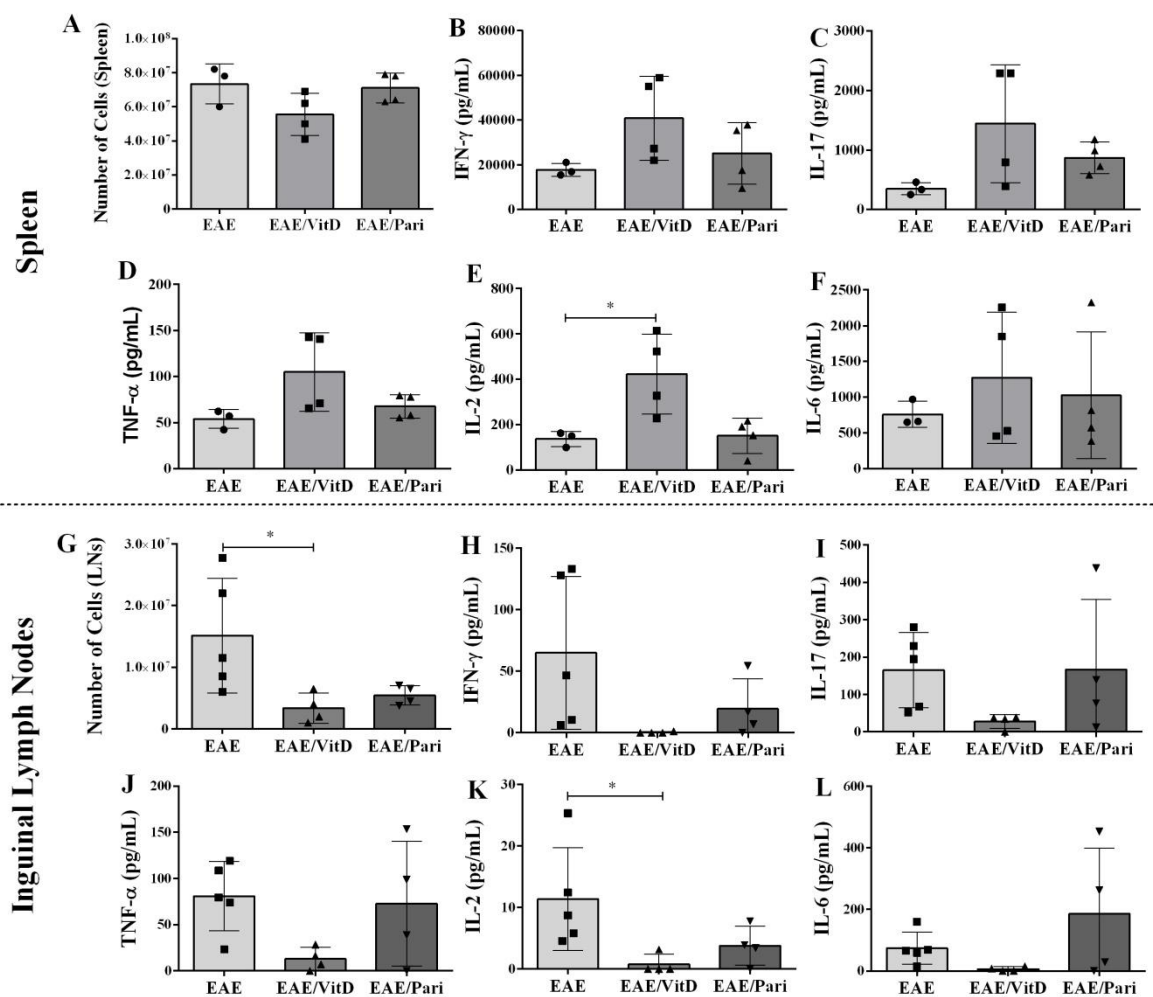 Spleen
A
Number of Cells (Spleen)
1.0×10⁸
8.0×10⁷
6.0×10⁷
4.0×10⁷
2.0×10⁷
EAE EAE/VitD EAE/Pari
B
IFN-γ (pg/mL)
80000
60000
40000
20000
0
EAE EAE/VitD EAE/Pari
C
IL-17 (pg/mL)
3000
2000
1000
0
EAE EAE/VitD EAE/Pari
D
TNF-α (pg/mL)
200
150
100
50
0
EAE EAE/VitD EAE/Pari
E
IL-2 (pg/mL)
800
600
400
200
0
*
EAE EAE/VitD EAE/Pari
F
IL-6 (pg/mL)
2500
2000
1500
1000
500
0
EAE EAE/VitD EAE/Pari
Inguinal Lymph Nodes
G
Number of Cells (LNs)
3.0×10⁷
2.0×10⁷
1.0×10⁷
0
*
EAE EAE/VitD EAE/Pari
H
IFN-γ (pg/mL)
150
100
50
0
EAE EAE/VitD EAE/Pari
I
IL-17 (pg/mL)
500
400
300
200
100
0
EAE EAE/VitD EAE/Pari
J
TNF-α (pg/mL)
200
150
100
50
0
EAE EAE/VitD EAE/Pari
K
IL-2 (pg/mL)
30
20
10
0
*
EAE EAE/VitD EAE/Pari
L
IL-6 (pg/mL)
600
400
200
0
EAE EAE/VitD EAE/Pari